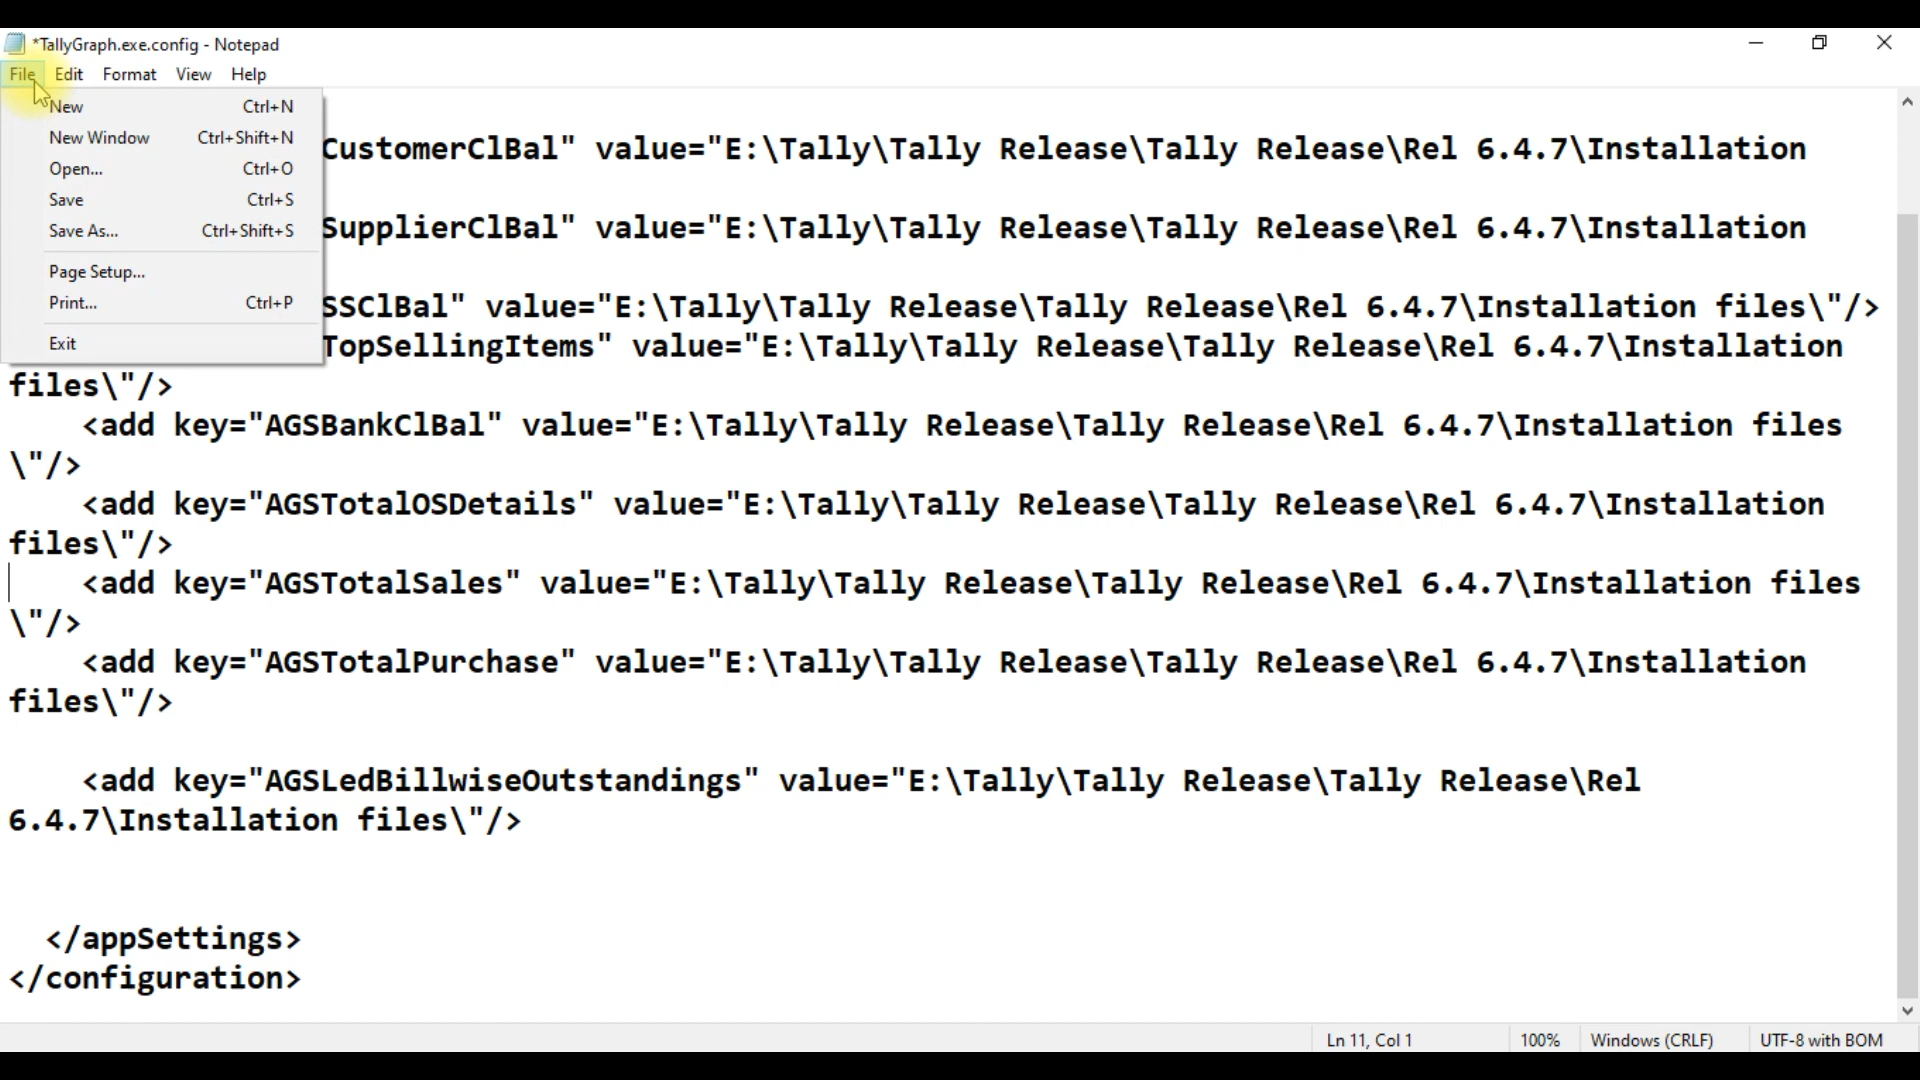 *TallyGraph.exe.config - Notepad
File Edit Format View Help
New Ctrl+N
New Window Ctrl+Shift+N
Open... Ctrl+O
Save Ctrl+S
Save As... Ctrl+Shift+S
Page Setup...
Print... Ctrl+P
Exit
CustomerClBal" value="E:\Tally\Tally Release\Tally Release\Rel 6.4.7\Installation
SupplierClBal" value="E:\Tally\Tally Release\Tally Release\Rel 6.4.7\Installation
SSClBal" value="E:\Tally\Tally Release\Tally Release\Rel 6.4.7\Installation files\"/>
TopSellingItems" value="E:\Tally\Tally Release\Tally Release\Rel 6.4.7\Installation
files\"/>
<add key="AGSBankClBal" value="E:\Tally\Tally Release\Tally Release\Rel 6.4.7\Installation files
\"/>
<add key="AGSTotalOSDetails" value="E:\Tally\Tally Release\Tally Release\Rel 6.4.7\Installation
files\"/>
<add key="AGSTotalSales" value="E:\Tally\Tally Release\Tally Release\Rel 6.4.7\Installation files
\"/>
<add key="AGSTotalPurchase" value="E:\Tally\Tally Release\Tally Release\Rel 6.4.7\Installation
files\"/>
<add key="AGSLedBillwiseOutstandings" value="E:\Tally\Tally Release\Tally Release\Rel
6.4.7\Installation files\"/>
</appSettings>
</configuration>
Ln 11, Col 1 100% Windows (CRLF) UTF-8 with BOM